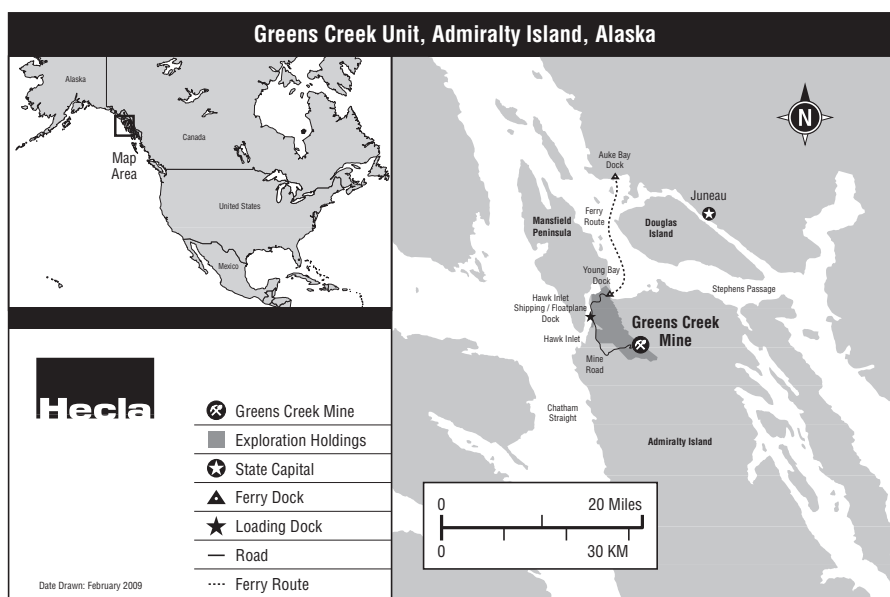 Greens Creek Unit, Admiralty Island, Alaska
Alaska
Canada
Map
Area
United States
Mexico
Hecla
Greens Creek Mine
Exploration Holdings
State Capital
Ferry Dock
Loading Dock
Road
Ferry Route
Date Drawn: February 2009
N
Auke Bay
Dock
Juneau
Ferry
Route
Mansfield
Peninsula
Douglas
Island
Young Bay
Dock
Stephens Passage
Hawk Inlet
Shipping / Floatplane
Dock
Greens Creek
Mine
Hawk Inlet
Mine
Road
Chatham
Straight
Admiralty Island
0 20 Miles
0 30 KM